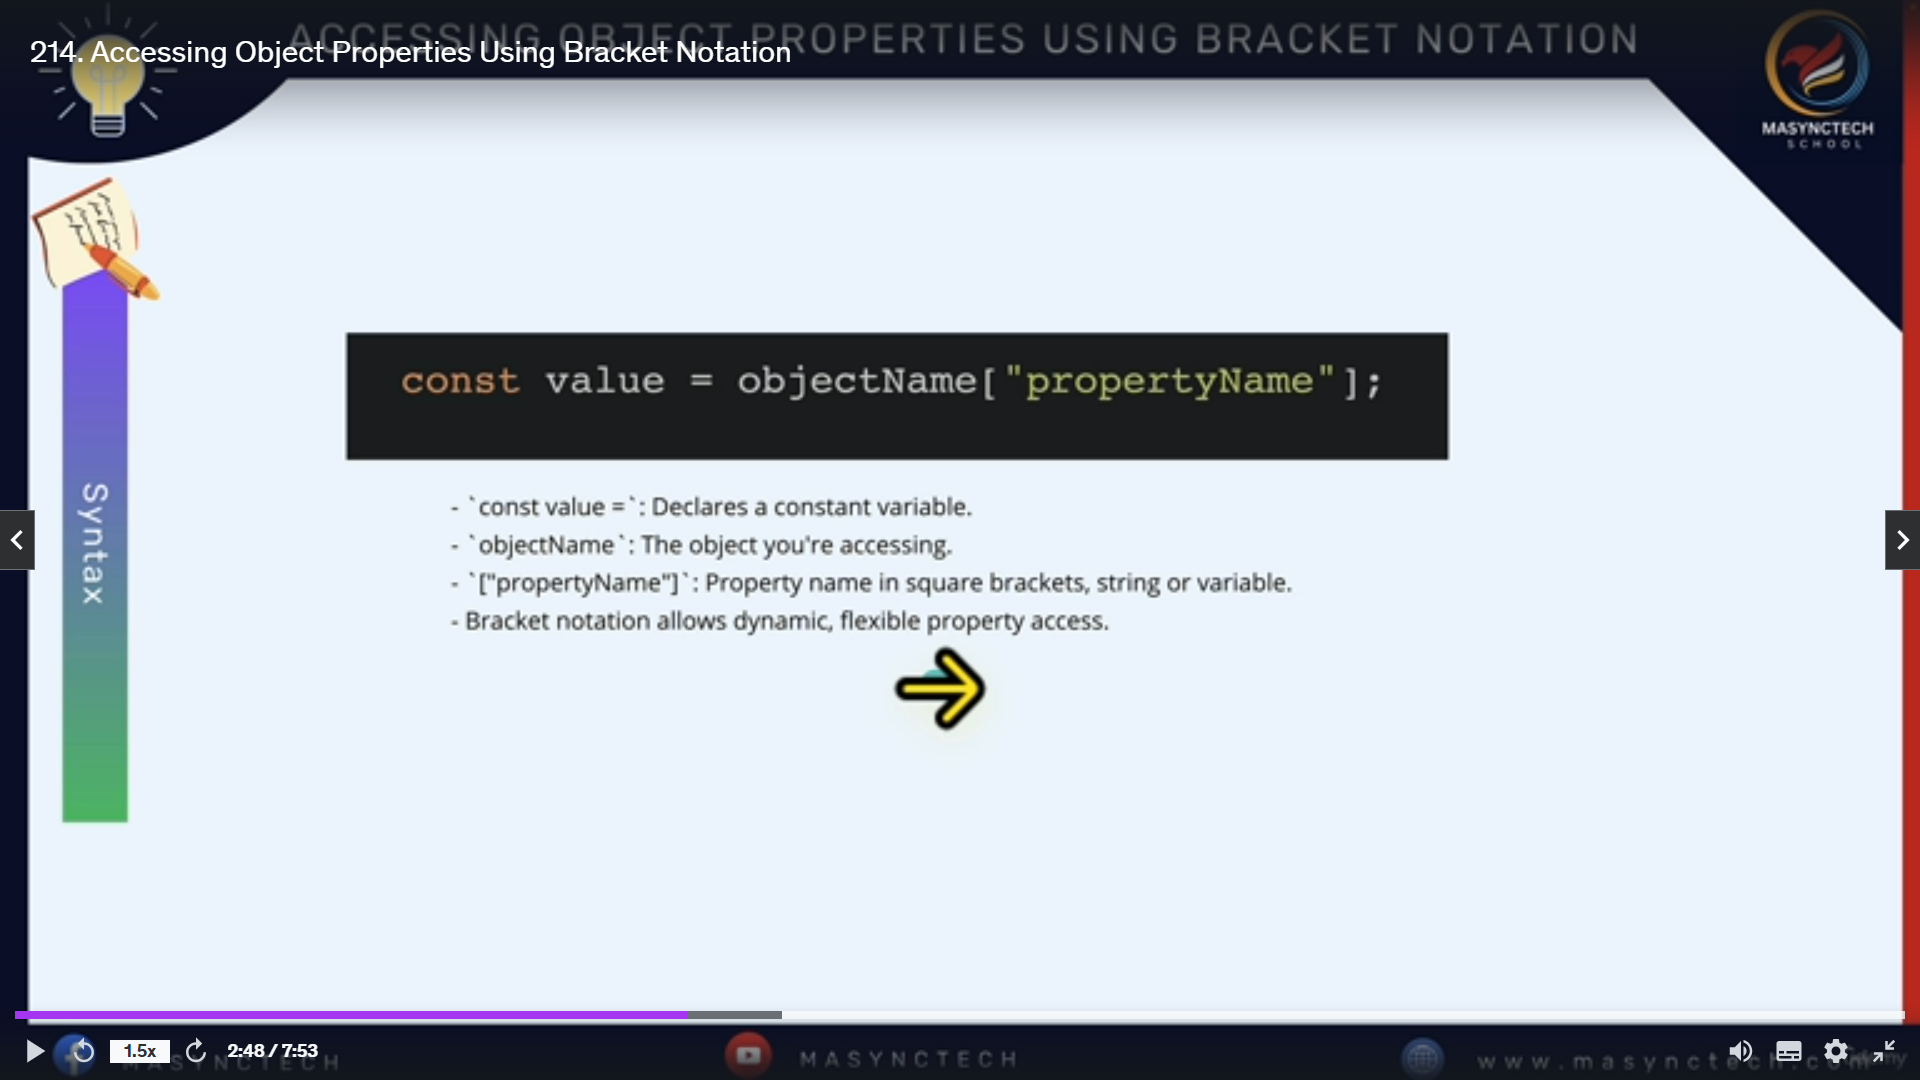 ACCESSING OBJECT PROPERTIES USING BRACKET NOTATION
214. Accessing Object Properties Using Bracket Notation
MASYNCTECH
SCHOOL
Syntax
const value = objectName["propertyName"];
- `const value =`: Declares a constant variable.
- `objectName`: The object you're accessing.
- `["propertyName"]`: Property name in square brackets, string or variable.
- Bracket notation allows dynamic, flexible property access.
1.5x
2:48 / 7:53
MASYNCTECH
MASYNCTECH
www.masynctech.com